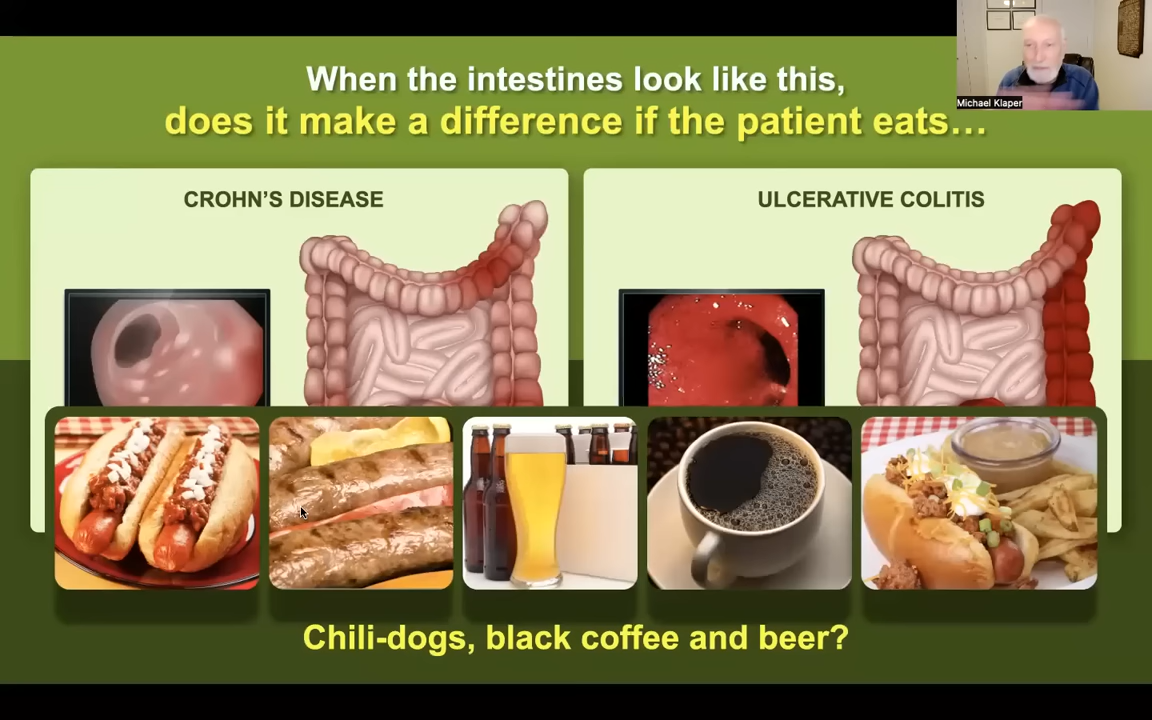 When the intestines look like this,
does it make a difference if the patient eats...
Michael Klaper
CROHN'S DISEASE
ULCERATIVE COLITIS
Chili-dogs, black coffee and beer?